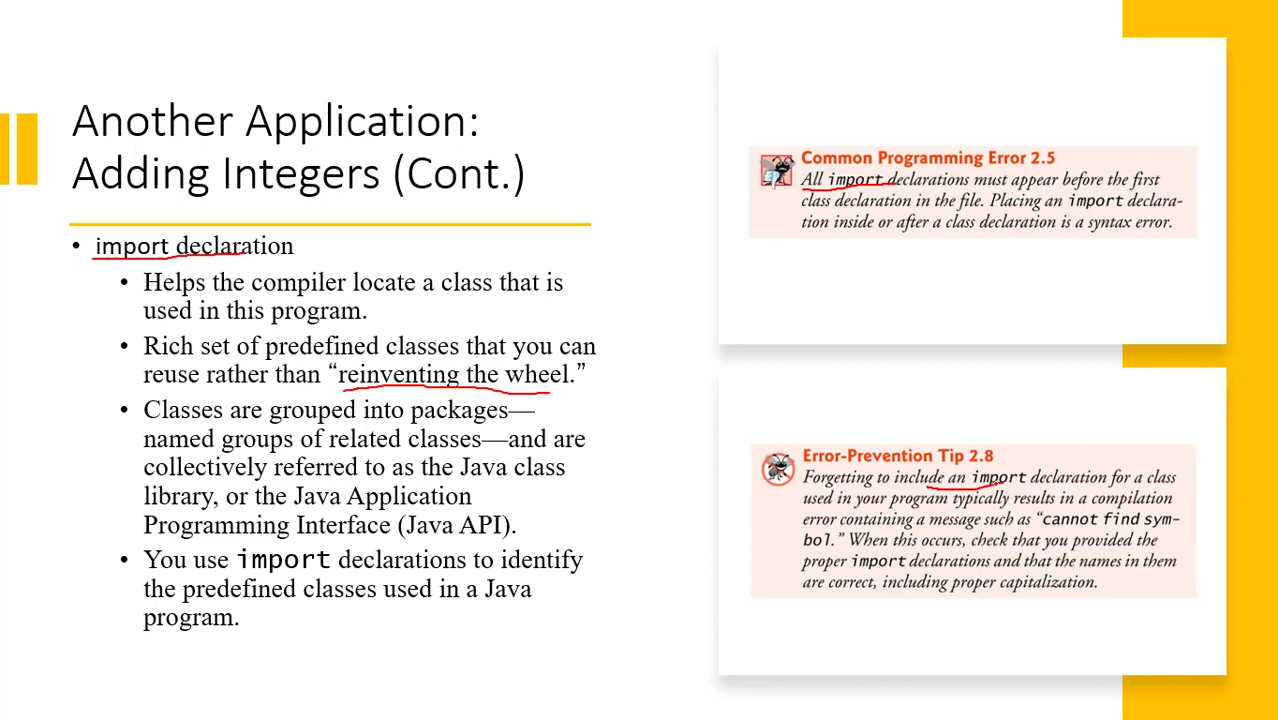 Another Application:
Adding Integers (Cont.)
• import declaration
• Helps the compiler locate a class that is
used in this program.
• Rich set of predefined classes that you can
reuse rather than “reinventing the wheel.”
• Classes are grouped into packages—
named groups of related classes—and are
collectively referred to as the Java class
library, or the Java Application
Programming Interface (Java API).
• You use import declarations to identify
the predefined classes used in a Java
program.
Common Programming Error 2.5
All import declarations must appear before the first
class declaration in the file. Placing an import declara-
tion inside or after a class declaration is a syntax error.
Error-Prevention Tip 2.8
Forgetting to include an import declaration for a class
used in your program typically results in a compilation
error containing a message such as “cannot find sym-
bol.” When this occurs, check that you provided the
proper import declarations and that the names in them
are correct, including proper capitalization.